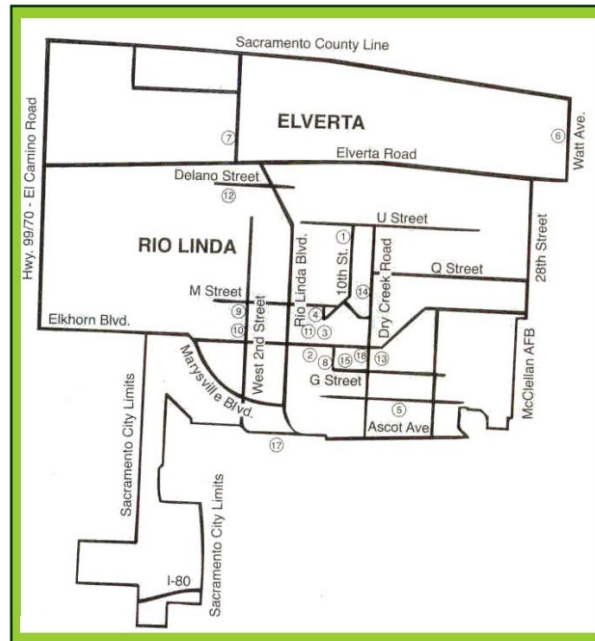 Sacramento County Line
ELVERTA
⑦
⑥
Watt Ave.
Hwy. 99/70 - El Camino Road
Elverta Road
Delano Street
⑫
U Street
①
RIO LINDA
Rio Linda Blvd.
10th St.
Dry Creek Road
28th Street
Q Street
⑭
M Street
⑨
④
⑩
⑪
③
West 2nd Street
Elkhorn Blvd.
②
⑧
⑮
⑱
⑬
McClellan AFB
Marysville Blvd.
G Street
⑤
Ascot Ave
⑰
Sacramento City Limits
Sacramento City Limits
I-80